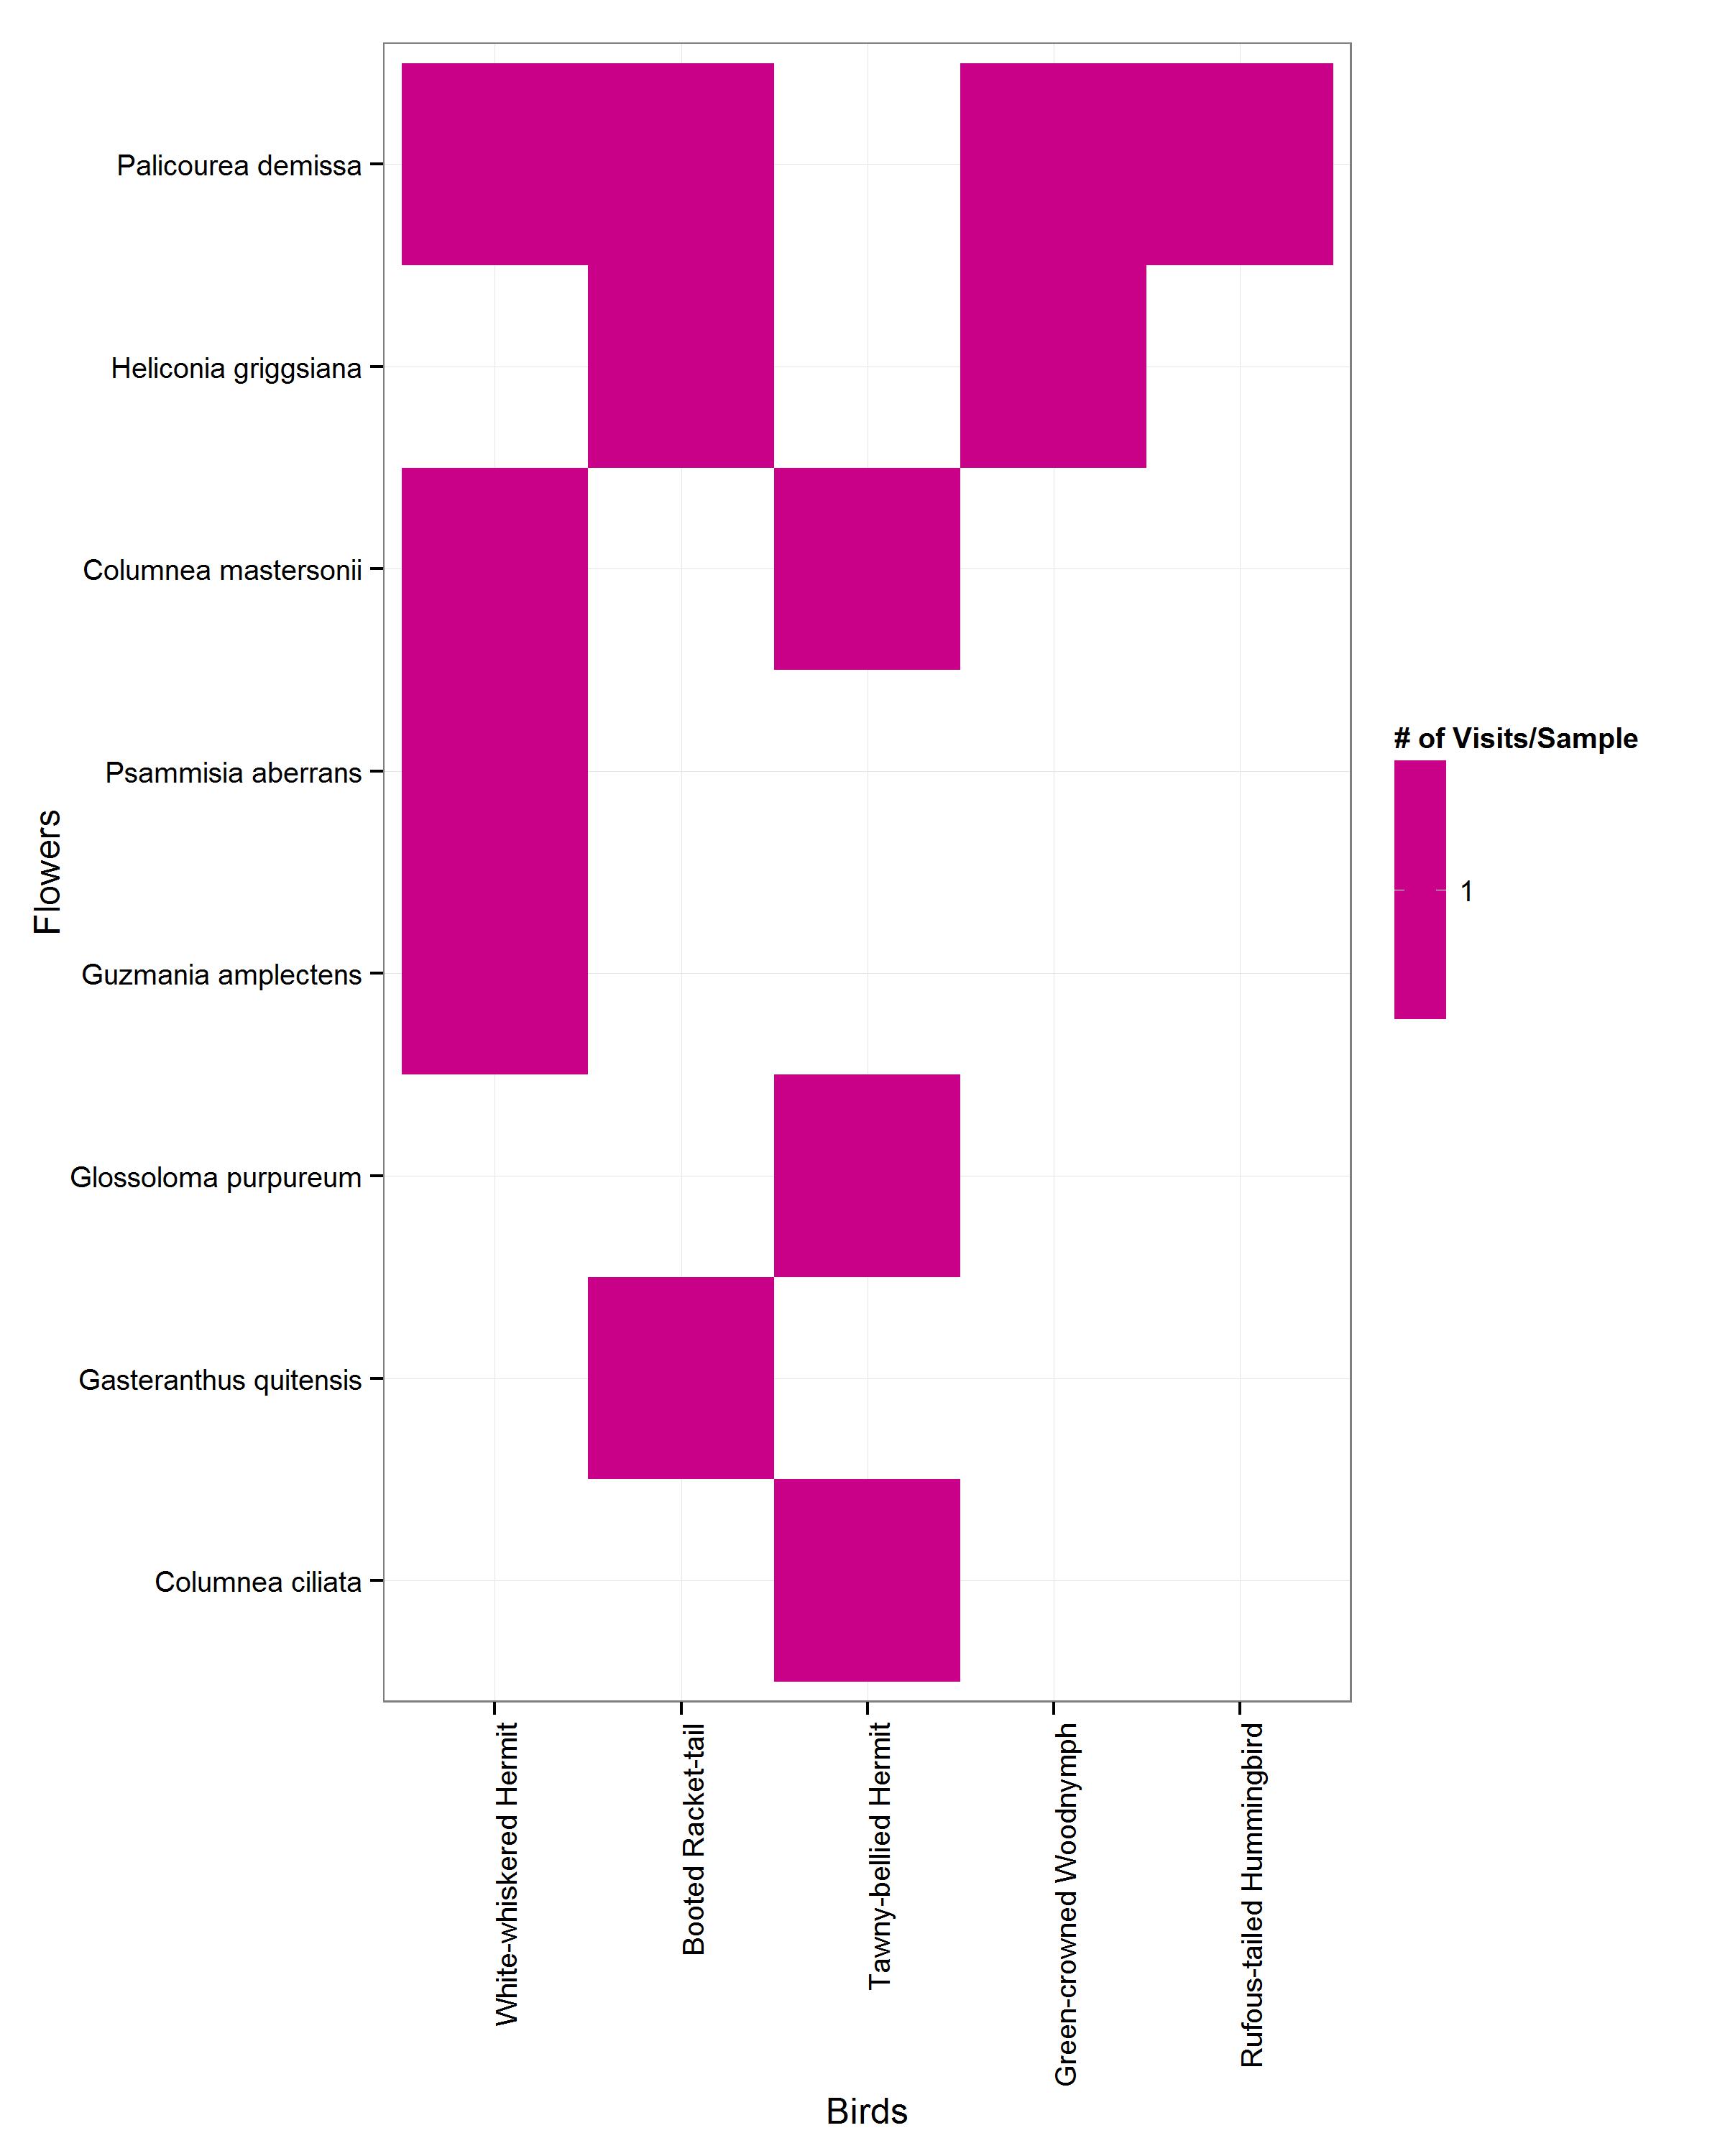 Palicourea demissa
Heliconia griggsiana
Columnea mastersonii
Psammisia aberrans
Guzmania amplectens
Glossoloma purpureum
Gasteranthus quitensis
Columnea ciliata
Flowers
# of Visits/Sample
1
White-whiskered Hermit
Booted Racket-tail
Tawny-bellied Hermit
Green-crowned Woodnymph
Rufous-tailed Hummingbird
Birds